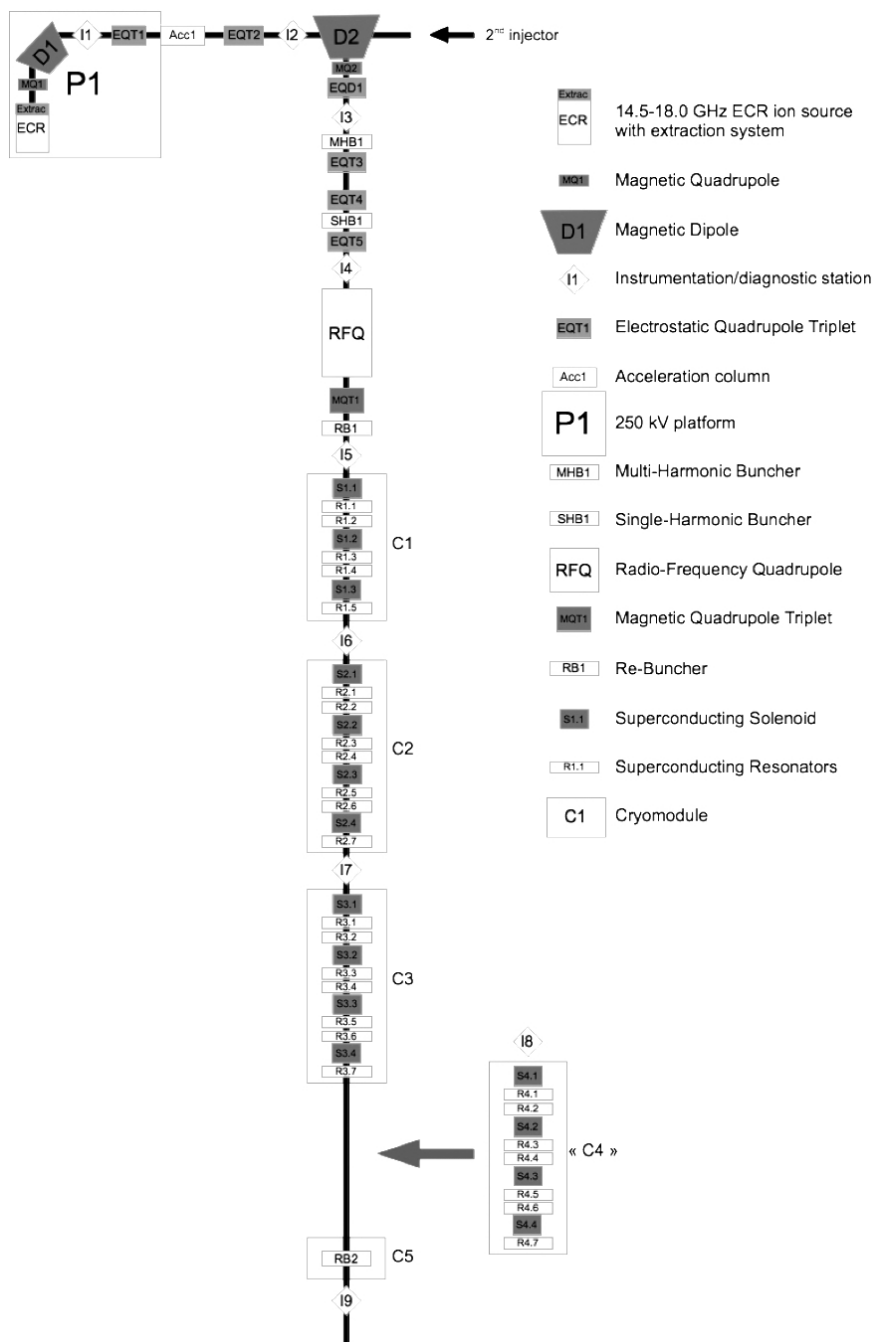 I1
EQT1
Acc1
EQT2
I2
D2
2nd injector
D1
P1
MQ1
Extrac
ECR
MQ2
EQD1
I3
MHB1
EQT3
EQT4
SHB1
EQT5
I4
RFQ
MQT1
RB1
I5
S1.1
R1.1
R1.2
S1.2
C1
R1.3
R1.4
S1.3
R1.5
I6
S2.1
R2.1
R2.2
S2.2
R2.3
C2
R2.4
S2.3
R2.5
R2.6
S2.4
R2.7
I7
S3.1
R3.1
R3.2
S3.2
R3.3
C3
R3.4
S3.3
R3.5
R3.6
S3.4
R3.7
I8
S4.1
R4.1
R4.2
S4.2
R4.3
« C4 »
R4.4
S4.3
R4.5
R4.6
S4.4
R4.7
RB2
C5
I9
Extrac
ECR
14.5-18.0 GHz ECR ion source
with extraction system
MQ1
Magnetic Quadrupole
D1
Magnetic Dipole
I1
Instrumentation/diagnostic station
EQT1
Electrostatic Quadrupole Triplet
Acc1
Acceleration column
P1
250 kV platform
MHB1
Multi-Harmonic Buncher
SHB1
Single-Harmonic Buncher
RFQ
Radio-Frequency Quadrupole
MQT1
Magnetic Quadrupole Triplet
RB1
Re-Buncher
S1.1
Superconducting Solenoid
R1.1
Superconducting Resonators
C1
Cryomodule